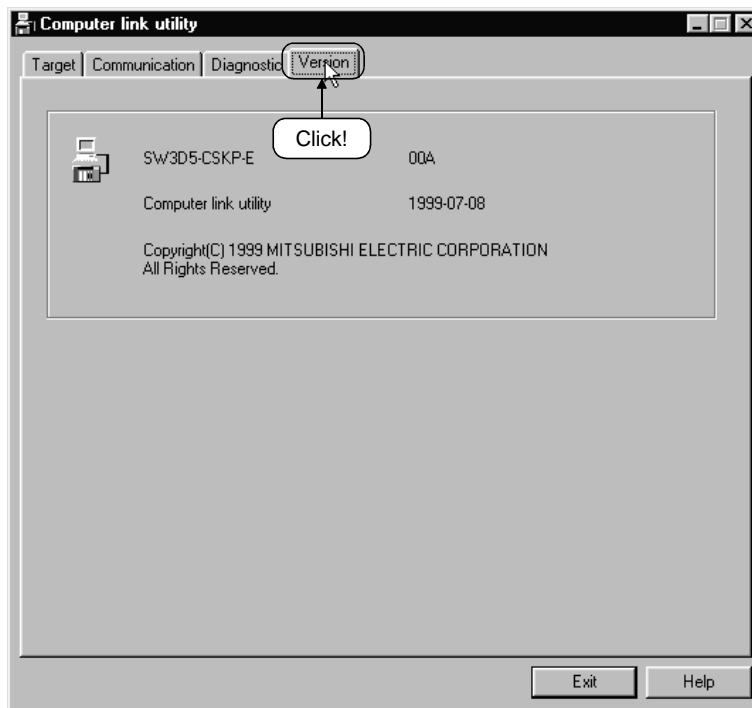 Computer link utility
Target Communication Diagnostic Version
Click!
SW3D5-CSKP-E 00A
Computer link utility 1999-07-08
Copyright(C) 1999 MITSUBISHI ELECTRIC CORPORATION
All Rights Reserved.
Exit Help